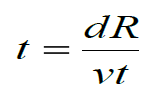 t = dR / vt